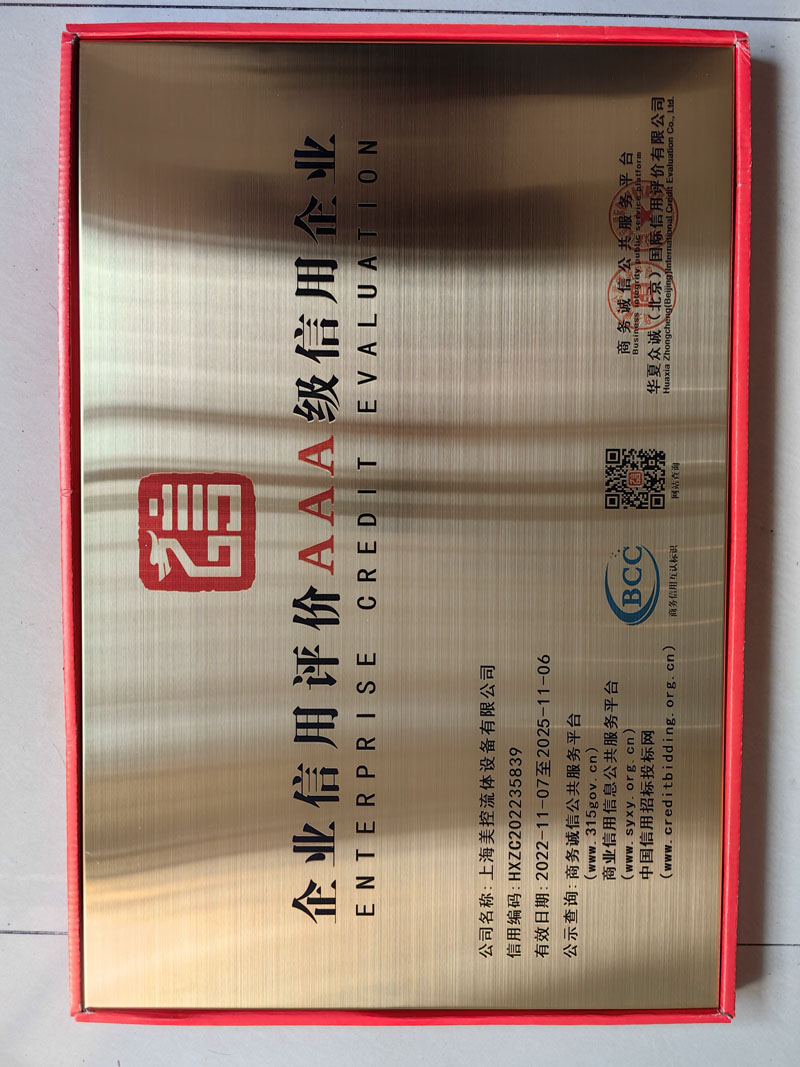 信
企业信用评价AAA级信用企业
ENTERPRISE CREDIT EVALUATION
公司名称：上海美控流体设备有限公司
信用编码：HXZC202235839
有效日期：2022-11-07至2025-11-06
公示查询：商务诚信公共服务平台
(www.315gov.cn)
商业信用信息公共服务平台
(www.syxy.org.cn)
中国信用招标投标网
(www.creditbidding.org.cn)
BCC
商务信用互认标识
网站查询
商务诚信公共服务平台
Business integrity public service platform
华夏众诚（北京）国际信用评价有限公司
Huaxia Zhongcheng(Beijing)International Credit Evaluation Co., Ltd.